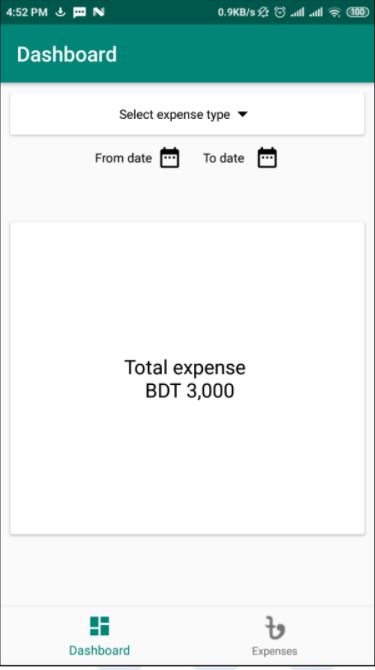 4:52 PM 0.9KB/s 100
Dashboard
Select expense type
From date To date
Total expense
BDT 3,000
Dashboard ৳ Expenses